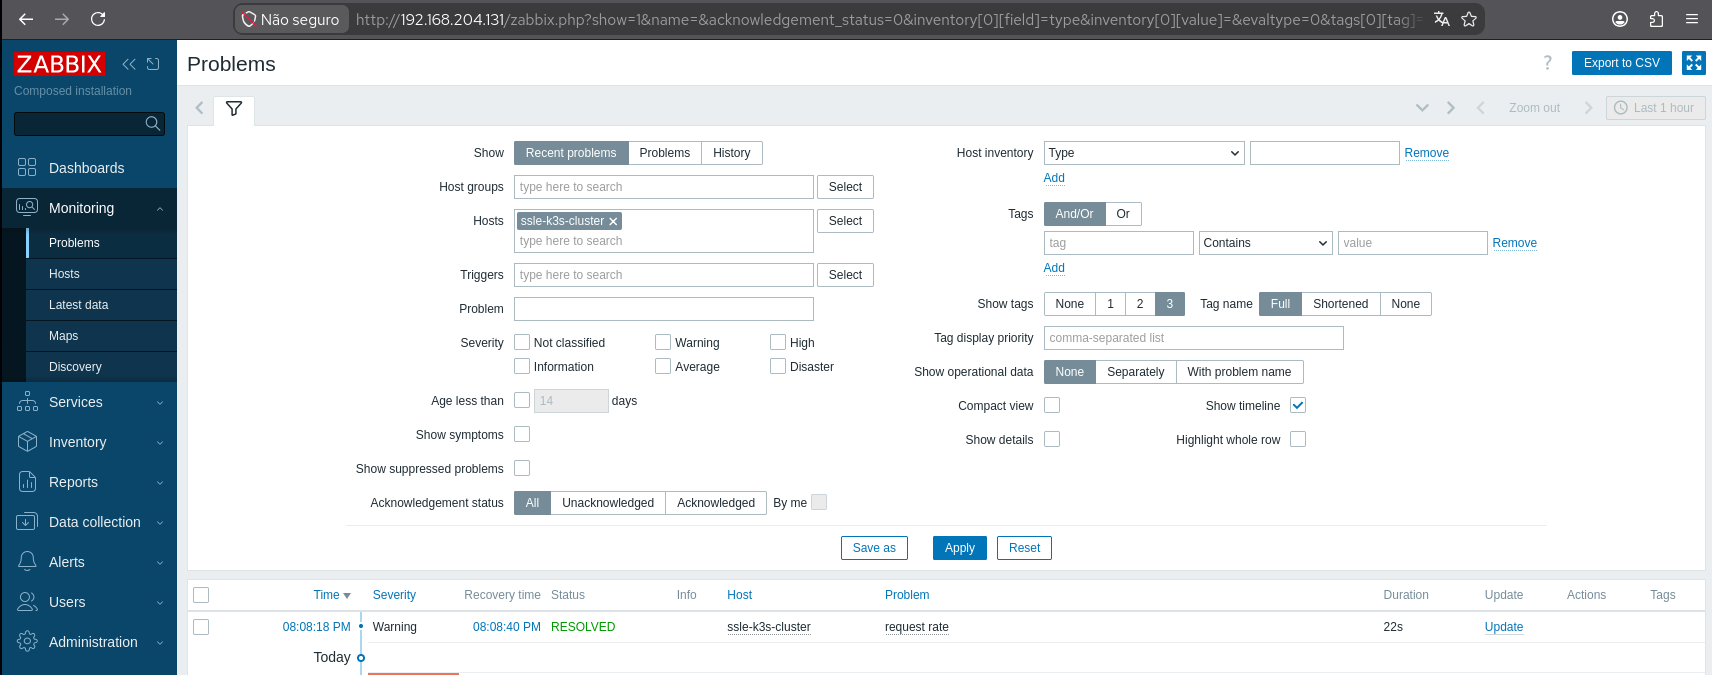 Não seguro http://192.168.204.131/zabbix.php?show=1&name=&acknowledgement_status=0&inventory[0][field]=type&inventory[0][value]=&evaltype=0&tags[0][tag]=
ZABBIX
Composed installation
Dashboards
Monitoring
Problems
Hosts
Latest data
Maps
Discovery
Services
Inventory
Reports
Data collection
Alerts
Users
Administration
Problems
? Export to CSV
Zoom out Last 1 hour
Show Recent problems Problems History
Host groups type here to search Select
Hosts ssle-k3s-cluster Select
type here to search
Triggers type here to search Select
Problem
Severity Not classified Warning High
Information Average Disaster
Age less than 14 days
Show symptoms
Show suppressed problems
Acknowledgement status All Unacknowledged Acknowledged By me
Host inventory Type Remove
Add
Tags And/Or Or
tag Contains value Remove
Add
Show tags None 1 2 3 Tag name Full Shortened None
Tag display priority comma-separated list
Show operational data None Separately With problem name
Compact view Show timeline
Show details Highlight whole row
Save as Apply Reset
Time Severity Recovery time Status Info Host Problem Duration Update Actions Tags
08:08:18 PM Warning 08:08:40 PM RESOLVED ssle-k3s-cluster request rate 22s Update
Today